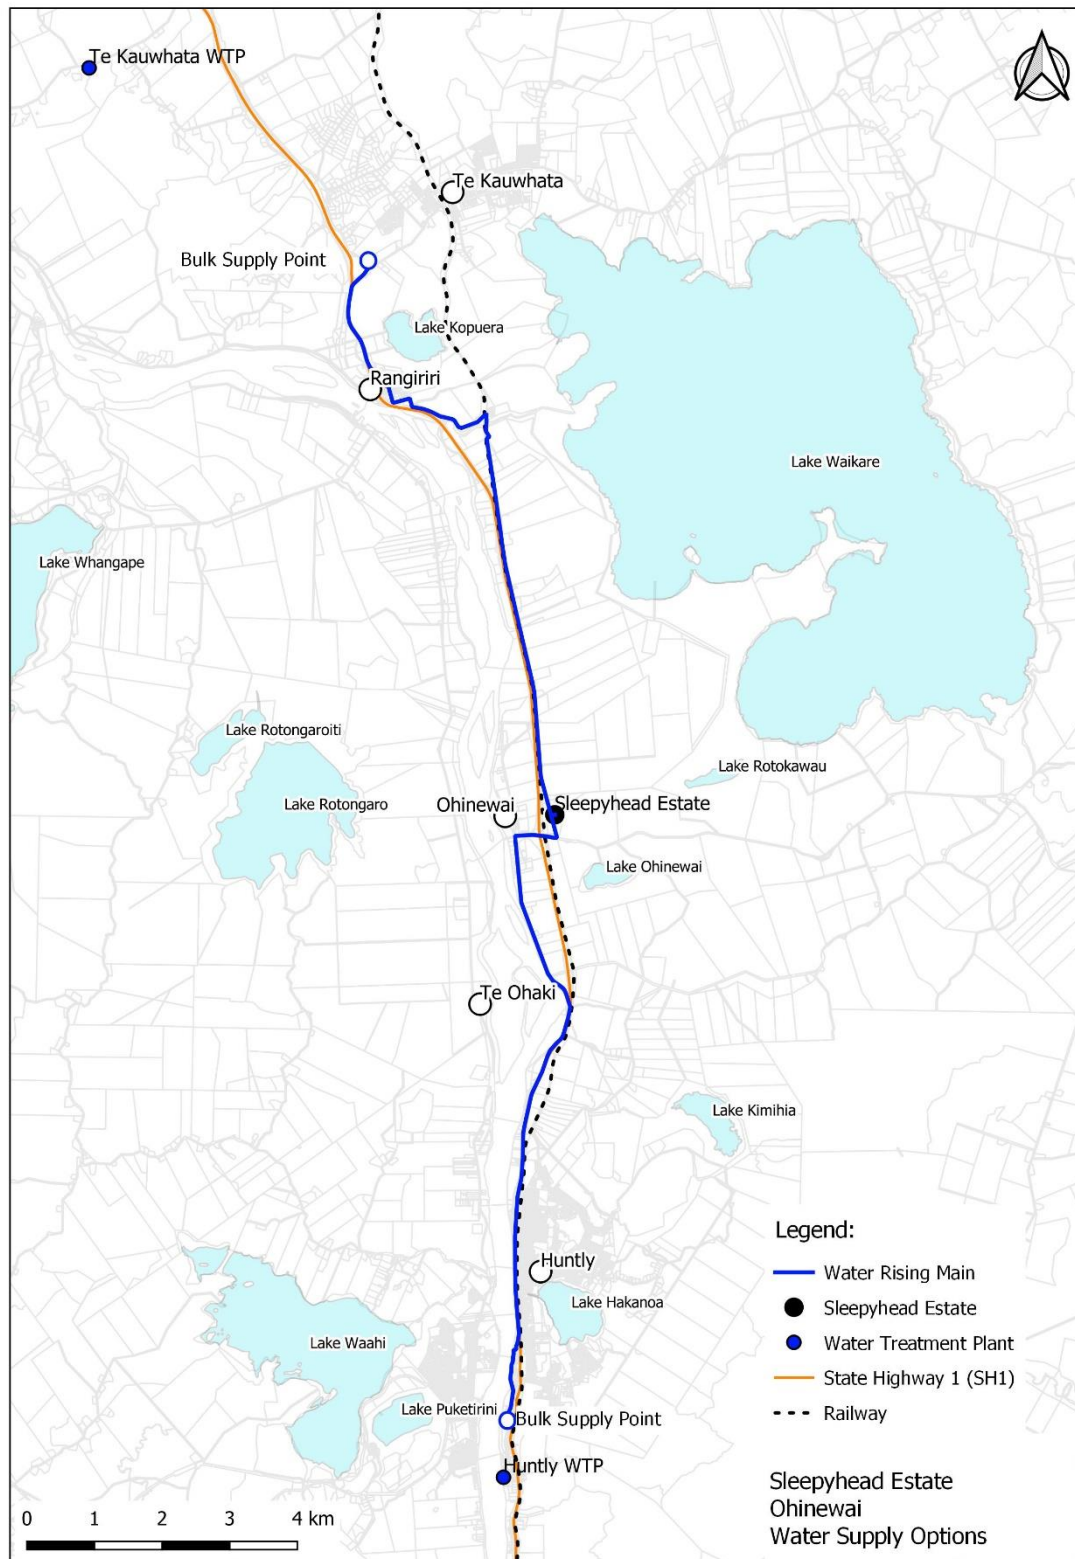 Te Kauwhata WTP
Te Kauwhata
Bulk Supply Point
Lake Kopuera
Rangiriri
Lake Waikare
Lake Whangape
Lake Rotongaroiti
Lake Rotokawau
Lake Rotongaro
Ohinewai
Sleepyhead Estate
Lake Ohinewai
Te Ohaki
Lake Kimihia
Huntly
Lake Hakanoa
Lake Waahi
Lake Puketirini
Bulk Supply Point
Huntly WTP
Legend:
Water Rising Main
Sleepyhead Estate
Water Treatment Plant
State Highway 1 (SH1)
Railway
Sleepyhead Estate
Ohinewai
Water Supply Options
0 1 2 3 4 km